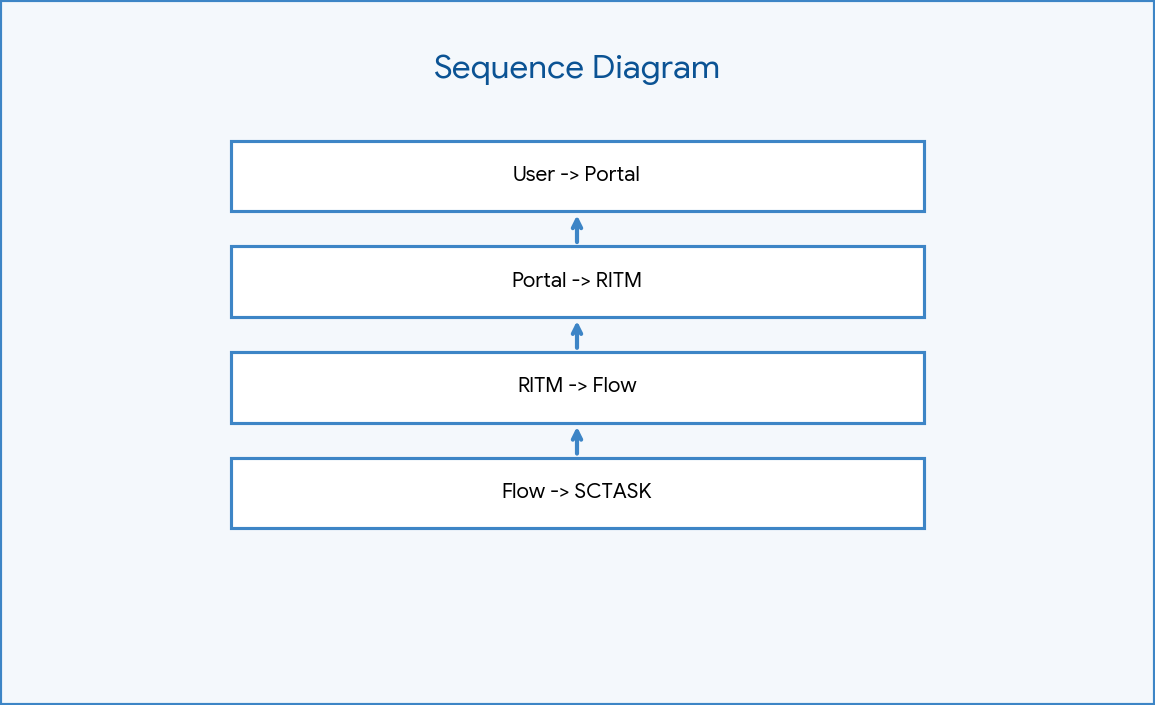 Sequence Diagram
User -> Portal
Portal -> RITM
RITM -> Flow
Flow -> SCTASK